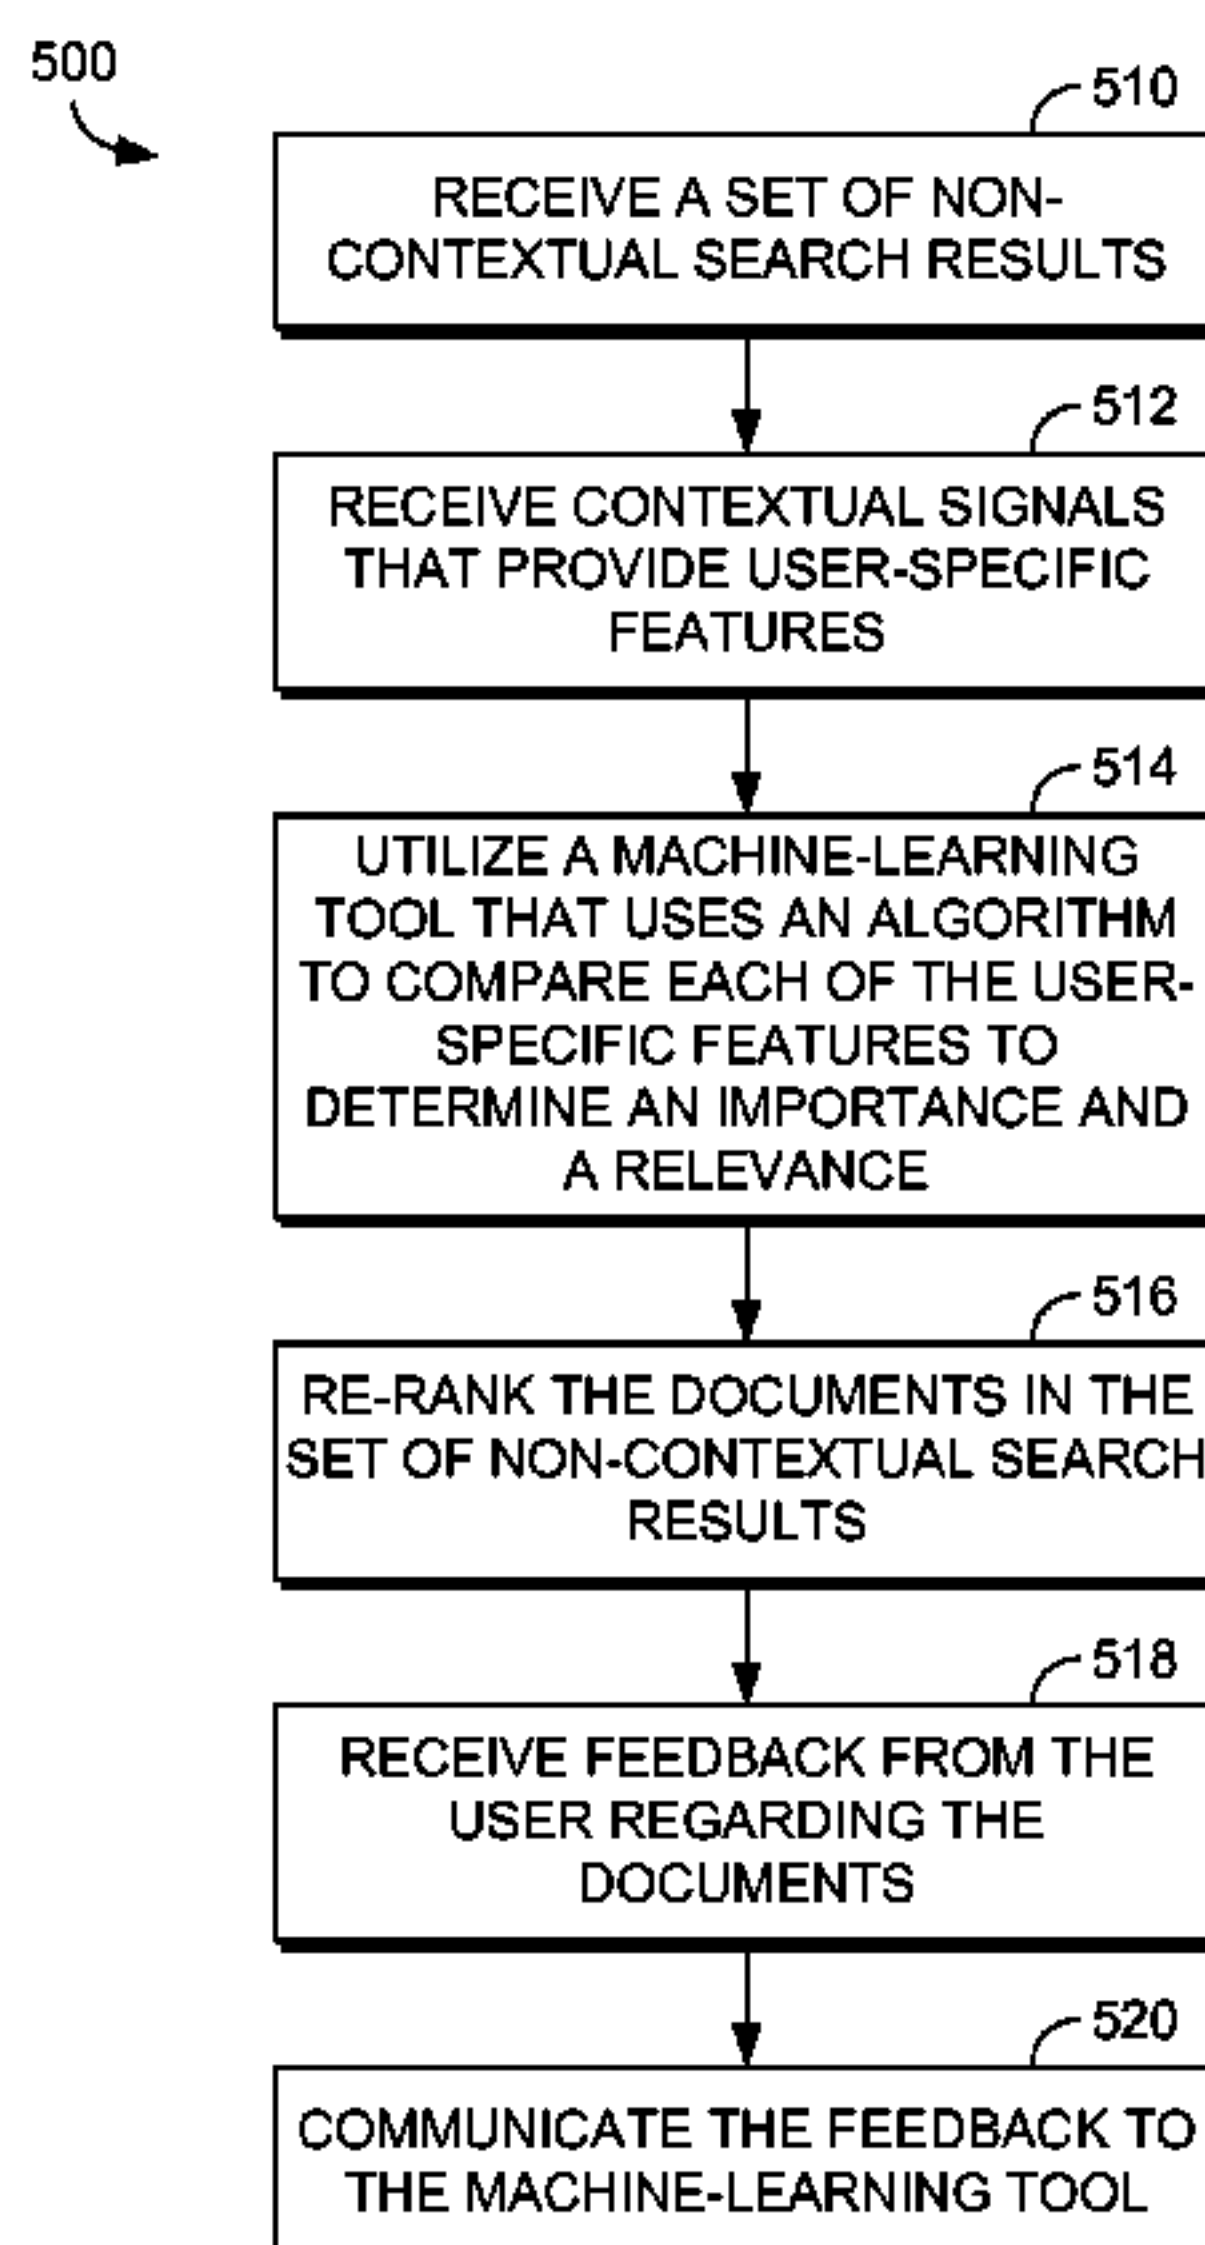 500
510
RECEIVE A SET OF NON-
CONTEXTUAL SEARCH RESULTS
512
RECEIVE CONTEXTUAL SIGNALS
THAT PROVIDE USER-SPECIFIC
FEATURES
514
UTILIZE A MACHINE-LEARNING
TOOL THAT USES AN ALGORITHM
TO COMPARE EACH OF THE USER-
SPECIFIC FEATURES TO
DETERMINE AN IMPORTANCE AND
A RELEVANCE
516
RE-RANK THE DOCUMENTS IN THE
SET OF NON-CONTEXTUAL SEARCH
RESULTS
518
RECEIVE FEEDBACK FROM THE
USER REGARDING THE
DOCUMENTS
520
COMMUNICATE THE FEEDBACK TO
THE MACHINE-LEARNING TOOL